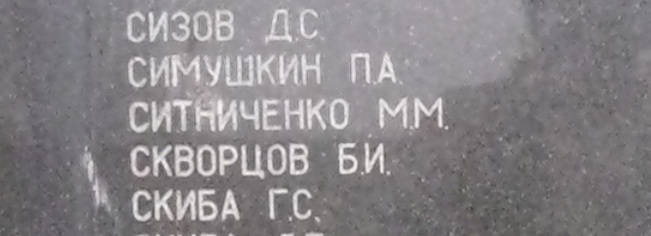 СИЗОВ Д.С.
СИМУШКИН П.А.
СИТНИЧЕНКО М.М.
СКВОРЦОВ Б.И.
СКИБА Г.С.